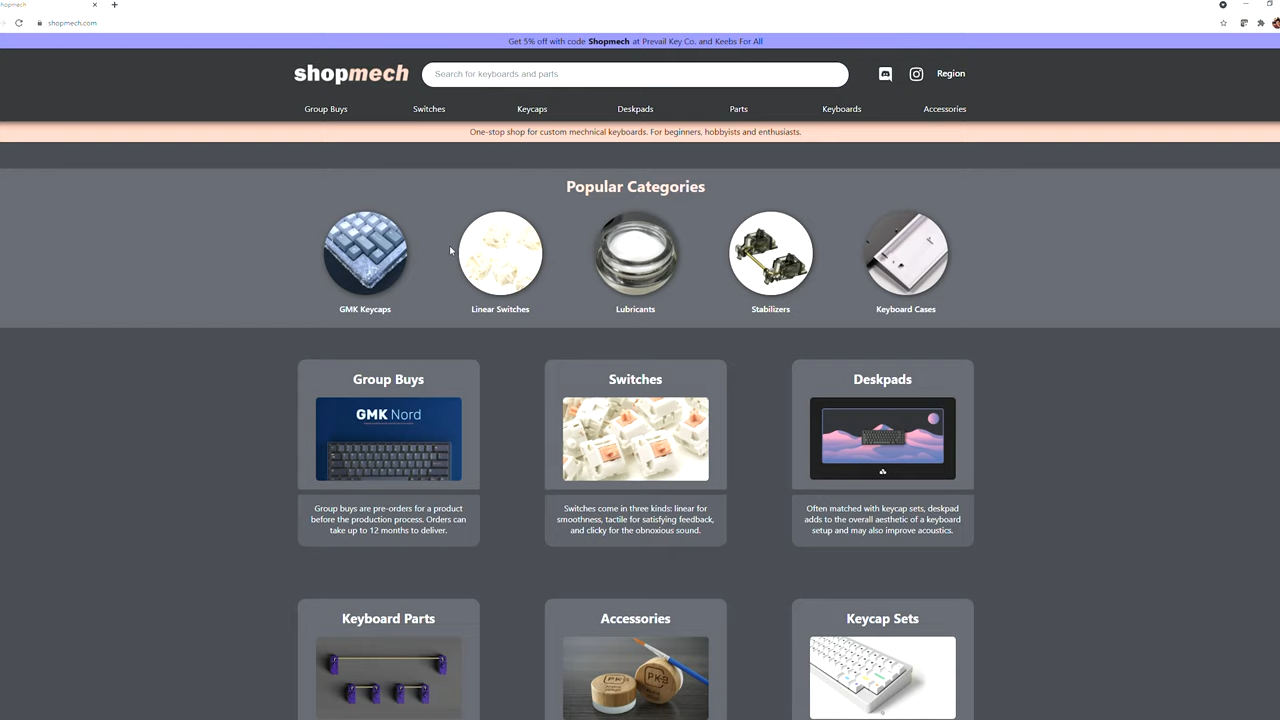 shopmech
shopmech.com
Get 5% off with code Shopmech at Prevail Key Co. and Keebs For All
shopmech
Search for keyboards and parts
Region
Group Buys
Switches
Keycaps
Deskpads
Parts
Keyboards
Accessories
One-stop shop for custom mechnical keyboards. For beginners, hobbyists and enthusiasts.
Popular Categories
GMK Keycaps
Linear Switches
Lubricants
Stabilizers
Keyboard Cases
Group Buys
GMK Nord
Group buys are pre-orders for a product
before the production process. Orders can
take up to 12 months to deliver.
Switches
Switches come in three kinds: linear for
smoothness, tactile for satisfying feedback,
and clicky for the obnoxious sound.
Deskpads
Often matched with keycap sets, deskpad
adds to the overall aesthetic of a keyboard
setup and may also improve acoustics.
Keyboard Parts
Accessories
Keycap Sets